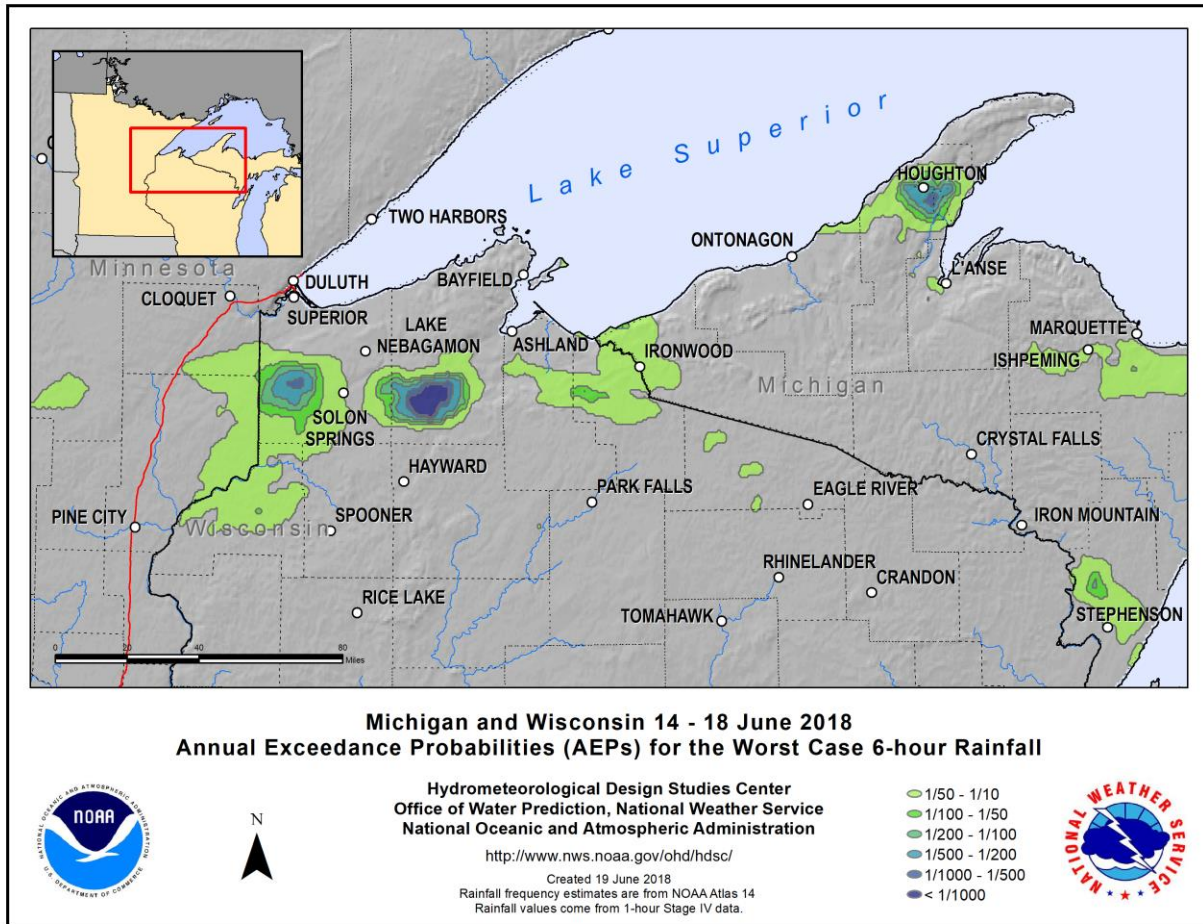 Lake Superior
HOUGHTON
TWO HARBORS
ONTONAGON
Minnesota
DULUTH
BAYFIELD
L'ANSE
CLOQUET
SUPERIOR
LAKE
NEBAGAMON
ASHLAND
MARQUETTE
IRONWOOD
ISHPEMING
Michigan
SOLON
SPRINGS
CRYSTAL FALLS
HAYWARD
PARK FALLS
EAGLE RIVER
PINE CITY
Wisconsin
SPOONER
IRON MOUNTAIN
RHINELANDER
CRANDON
RICE LAKE
TOMAHAWK
STEPHENSON
0 20 40 80
Miles
Michigan and Wisconsin 14 - 18 June 2018
Annual Exceedance Probabilities (AEPs) for the Worst Case 6-hour Rainfall
NATIONAL OCEANIC AND ATMOSPHERIC ADMINISTRATION
NOAA
U.S. DEPARTMENT OF COMMERCE
N
Hydrometeorological Design Studies Center
Office of Water Prediction, National Weather Service
National Oceanic and Atmospheric Administration
http://www.nws.noaa.gov/ohd/hdsc/
Created 19 June 2018
Rainfall frequency estimates are from NOAA Atlas 14
Rainfall values come from 1-hour Stage IV data.
1/50 - 1/10
1/100 - 1/50
1/200 - 1/100
1/500 - 1/200
1/1000 - 1/500
< 1/1000
NATIONAL WEATHER
SERVICE